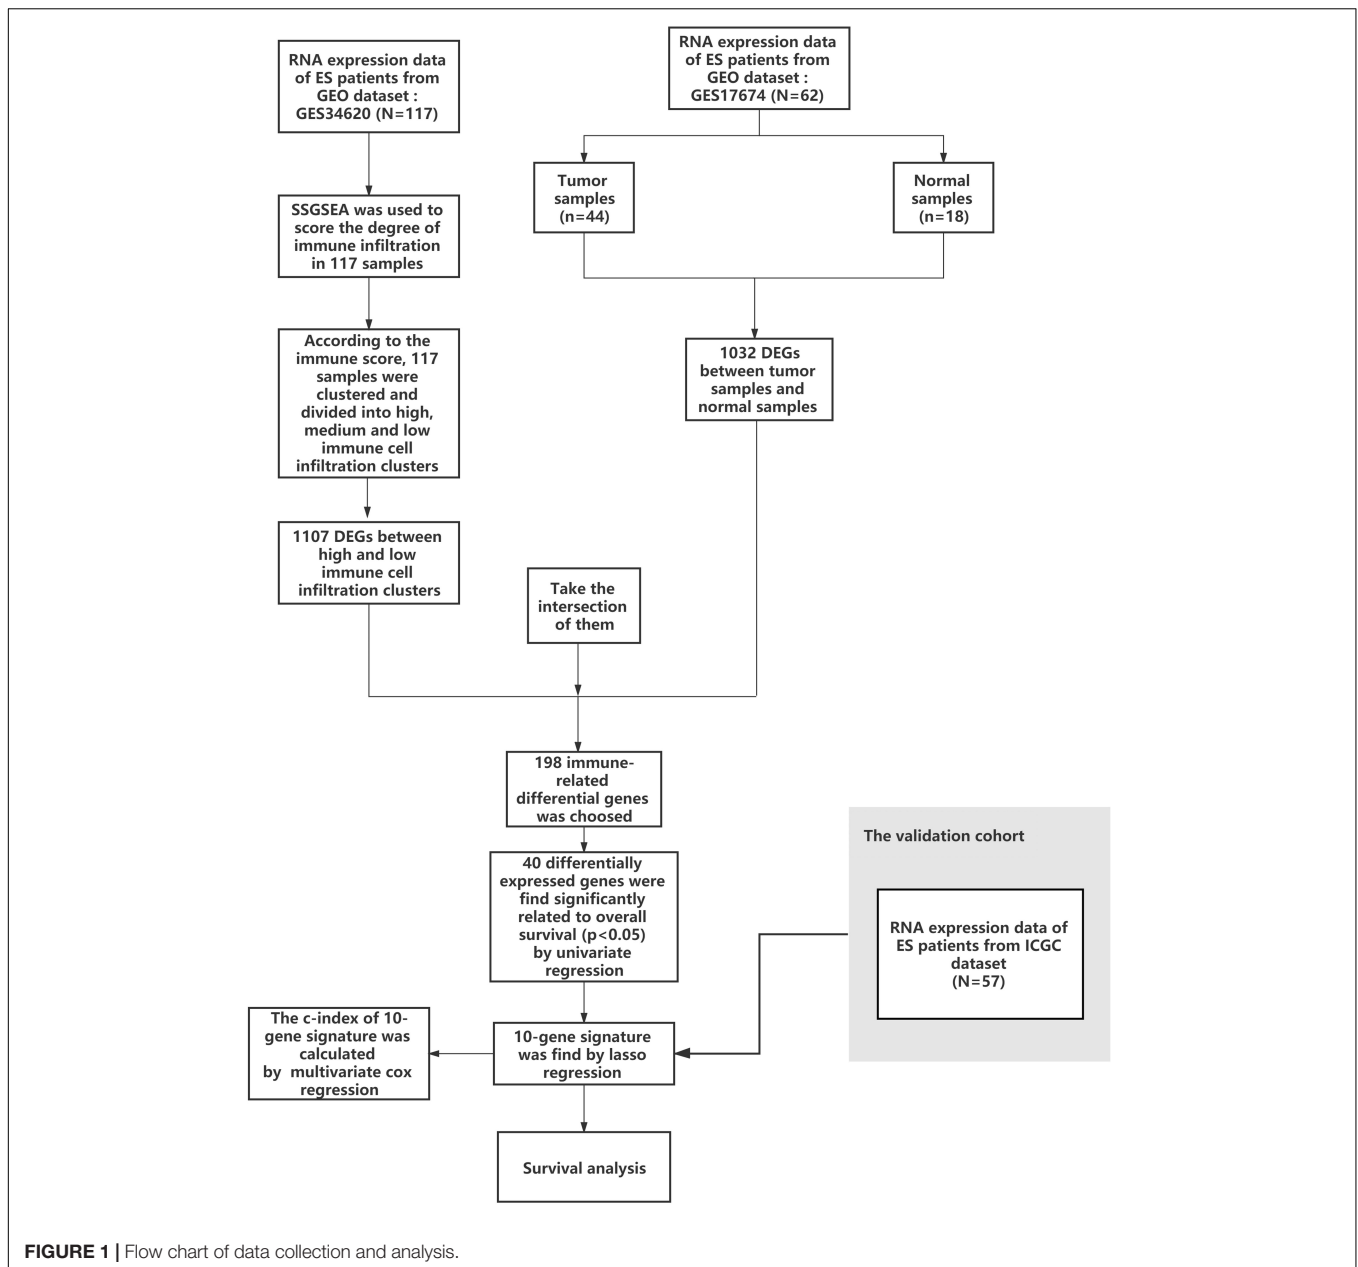 RNA expression data
of ES patients from
GEO dataset :
GES34620 (N=117)
SSGSEA was used to
score the degree of
immune infiltration
in 117 samples
According to the
immune score, 117
samples were
clustered and
divided into high,
medium and low
immune cell
infiltration clusters
1107 DEGs between
high and low
immune cell
infiltration clusters
RNA expression data
of ES patients from
GEO dataset :
GES17674 (N=62)
Tumor
samples
(n=44)
Normal
samples
(n=18)
1032 DEGs
between tumor
samples and
normal samples
Take the
intersection
of them
198 immune-
related
differential genes
was choosed
40 differentially
expressed genes were
find significantly
related to overall
survival (p<0.05)
by univariate
regression
The validation cohort
RNA expression data of
ES patients from ICGC
dataset
(N=57)
10-gene signature
was find by lasso
regression
The c-index of 10-
gene signature was
calculated
by multivariate cox
regression
Survival analysis
FIGURE 1 | Flow chart of data collection and analysis.